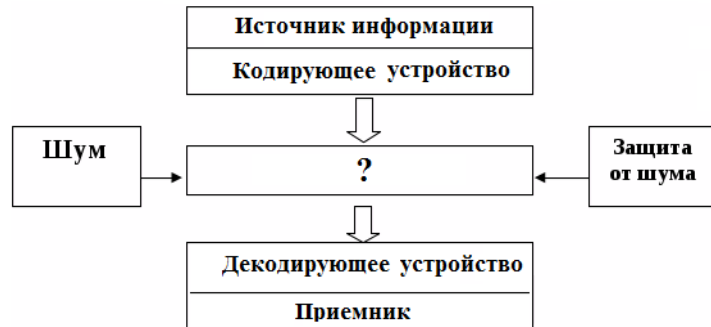 Источник информации
Кодирующее устройство
Шум
?
Защита
от шума
Декодирующее устройство
Приемник